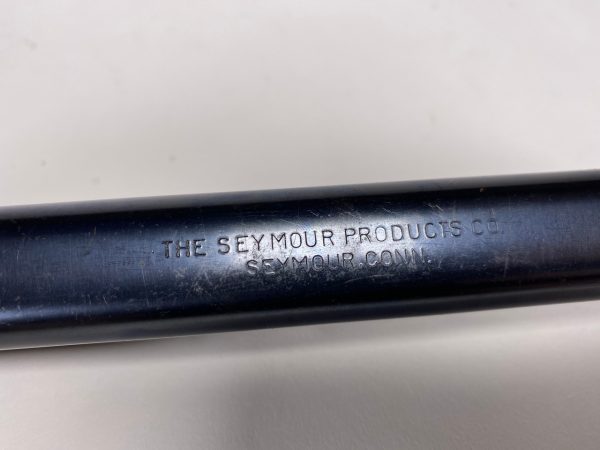 THE SEYMOUR PRODUCTS CO.
SEYMOUR.CONN.